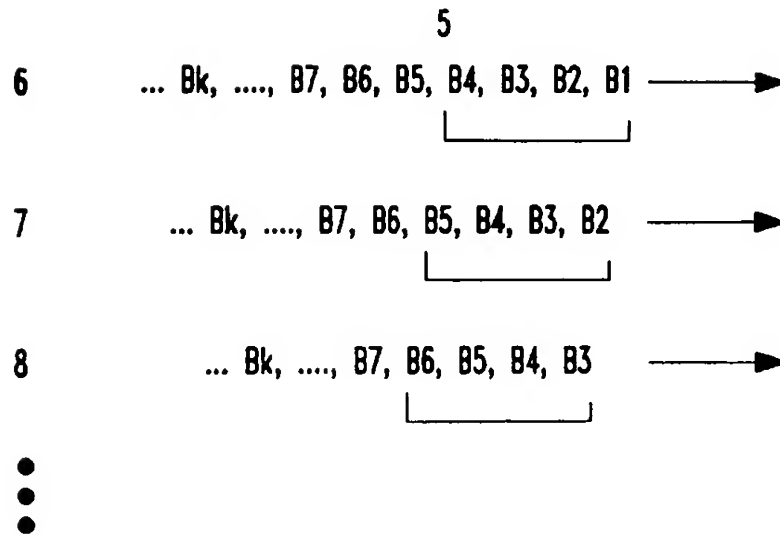 5
6 ... Bk, ...., B7, B6, B5, B4, B3, B2, B1
7 ... Bk, ...., B7, B6, B5, B4, B3, B2
8 ... Bk, ...., B7, B6, B5, B4, B3